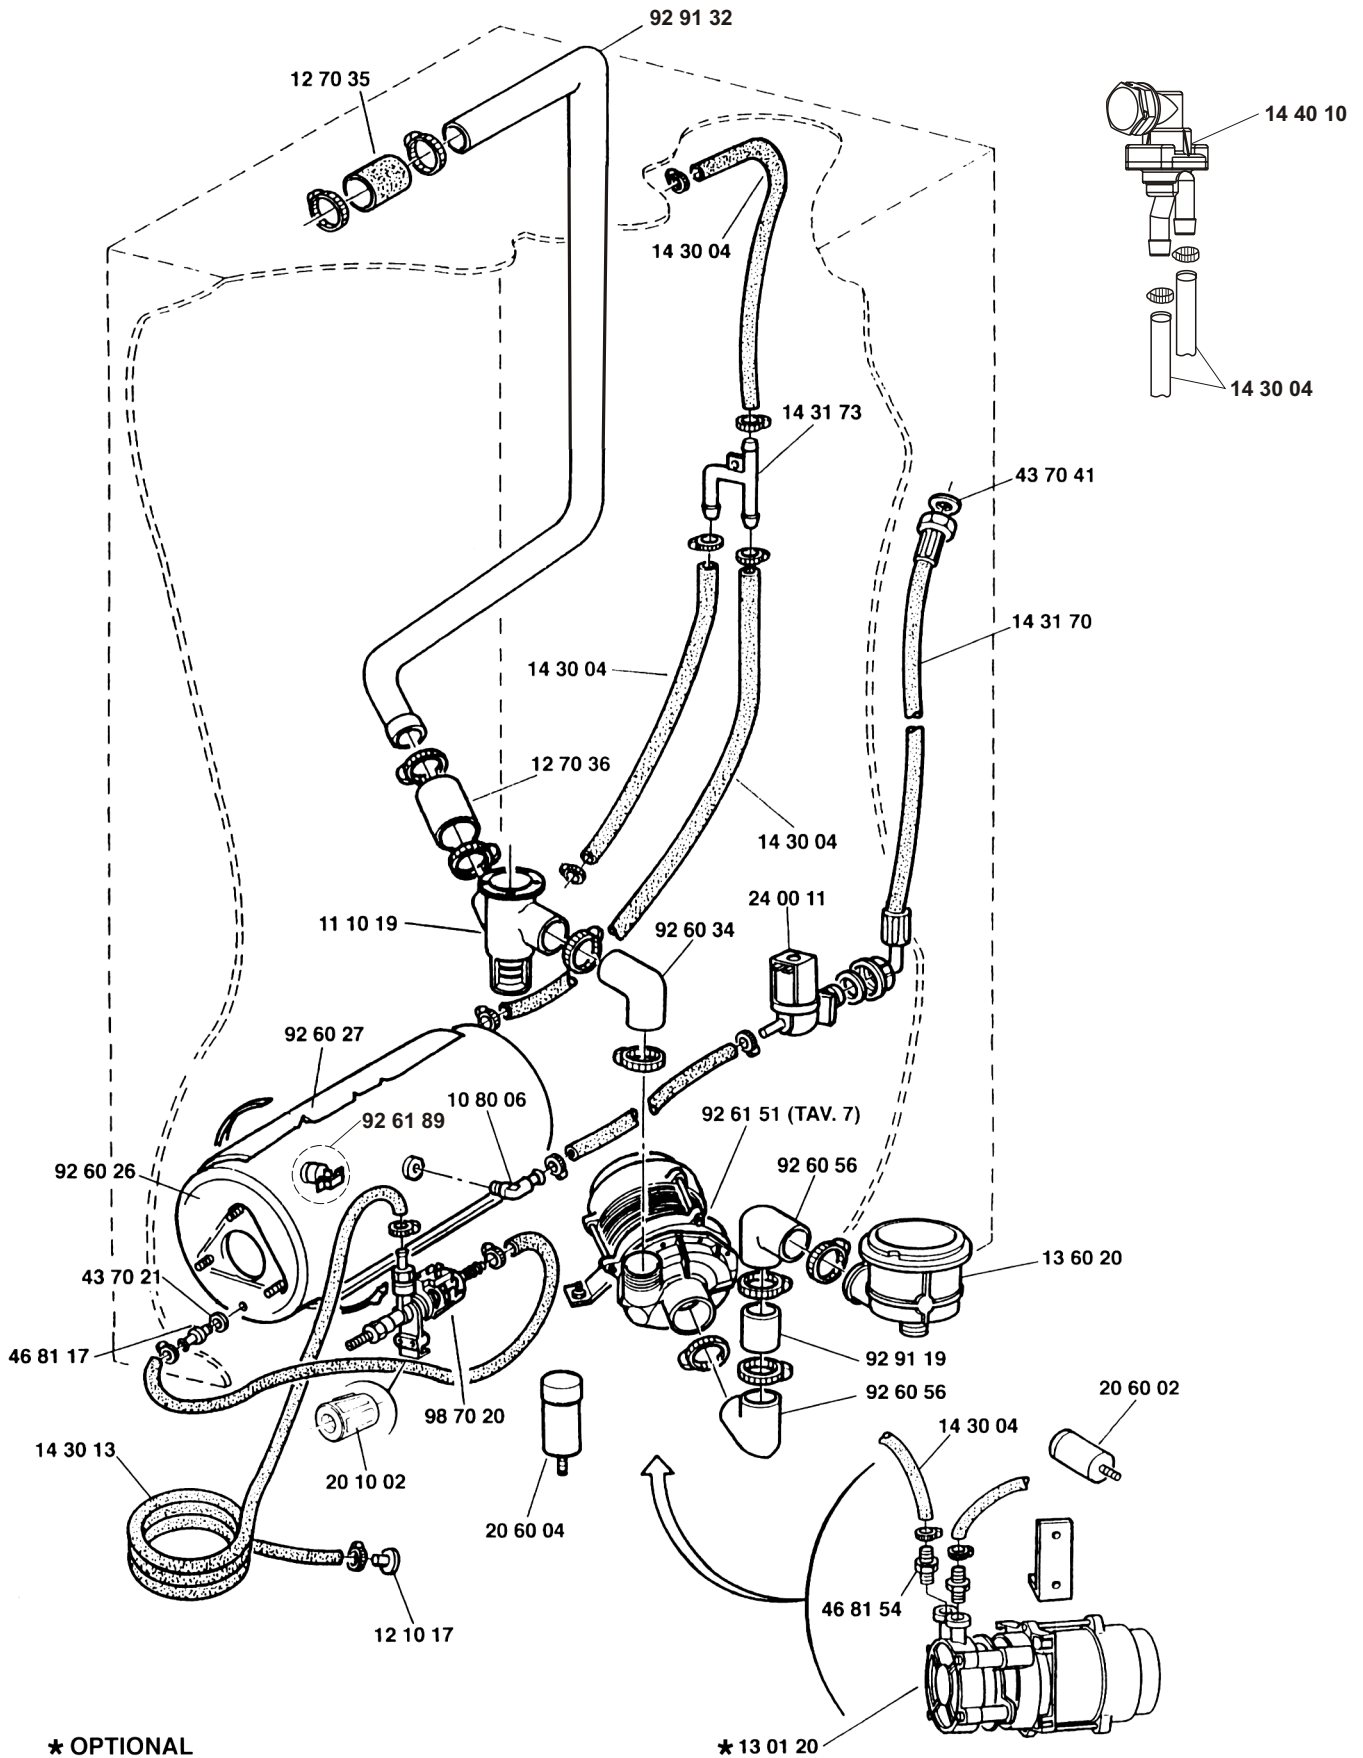 92 91 32
12 70 35
14 40 10
14 30 04
14 30 04
14 31 73
43 70 41
14 31 70
14 30 04
12 70 36
14 30 04
24 00 11
11 10 19
92 60 34
92 60 27
10 80 06
92 61 89
92 61 51 (TAV. 7)
92 60 26
92 60 56
43 70 21
13 60 20
46 81 17
92 91 19
92 60 56
20 60 02
98 70 20
14 30 04
14 30 13
20 10 02
20 60 04
46 81 54
12 10 17
★ OPTIONAL
★ 13 01 20